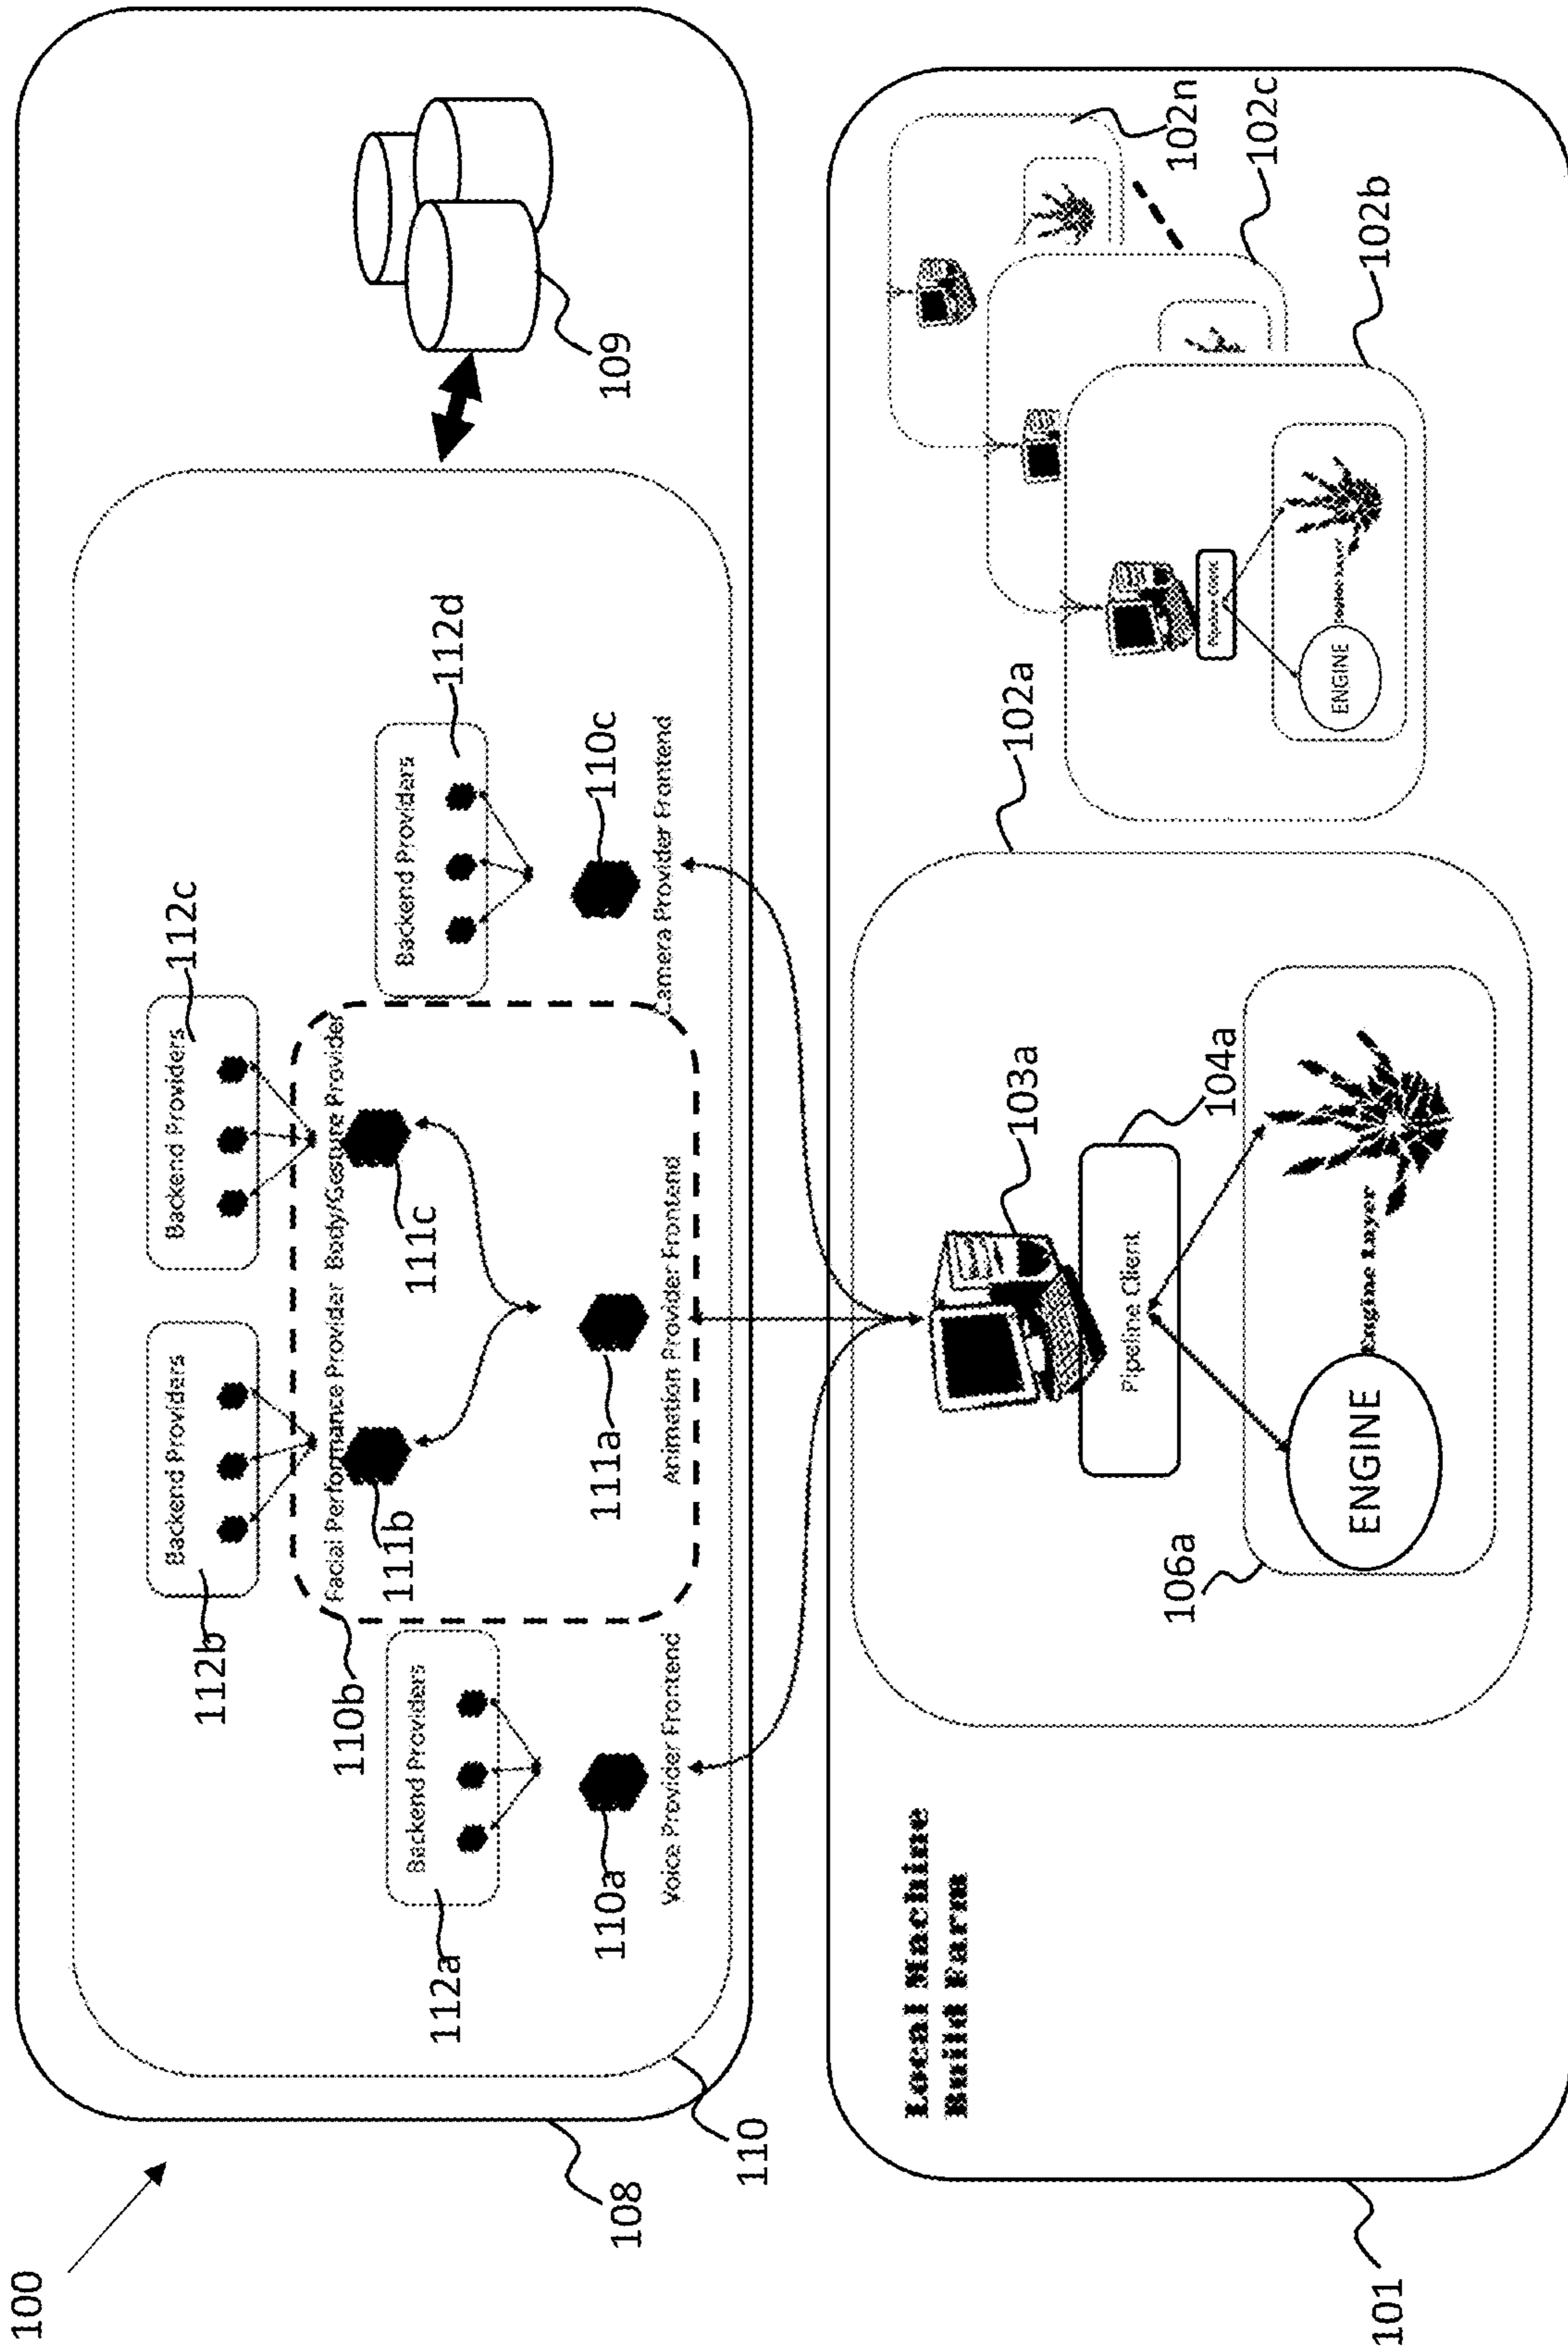 100
108
110
112b
Backend Providers
112c
Backend Providers
112a
Backend Providers
112d
Backend Providers
110b
Facial Performance Provider
Body/Gesture Provider
111b
111c
110a
Voice Provider Frontend
111a
Animation Provider Frontend
110c
Camera Provider Frontend
109
101
Local Machine
Build Farm
102a
103a
104a
Pipeline Client
106a
ENGINE
Engine Layer
102b
Pipeline Client
ENGINE
102c
102n